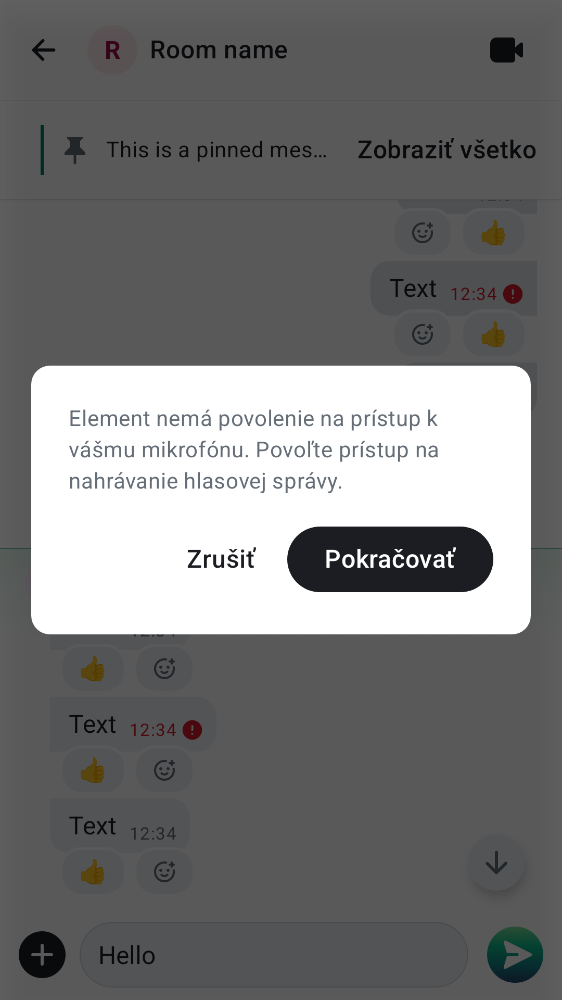 R Room name
This is a pinned mes… Zobraziť všetko
Text 12:34
Element nemá povolenie na prístup k
vášmu mikrofónu. Povoľte prístup na
nahrávanie hlasovej správy.
Zrušiť Pokračovať
Text 12:34
Text 12:34
Hello